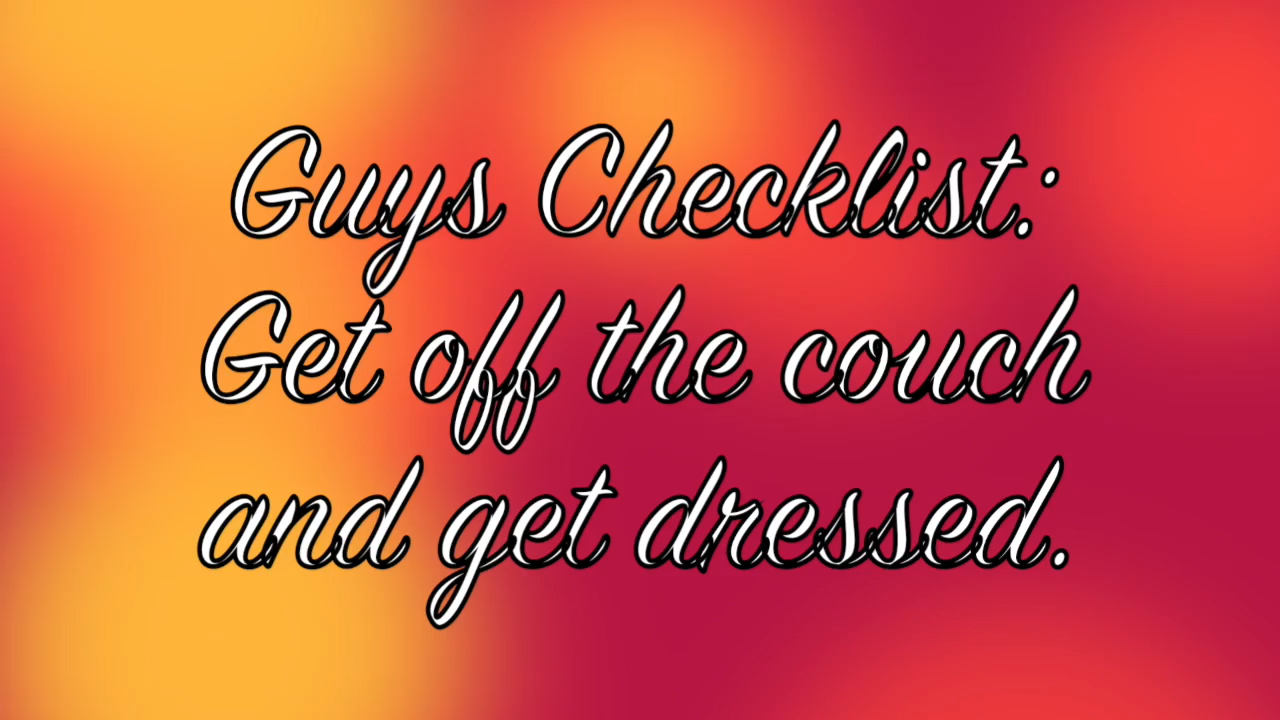 Guys Checklist:
Get off the couch
and get dressed.